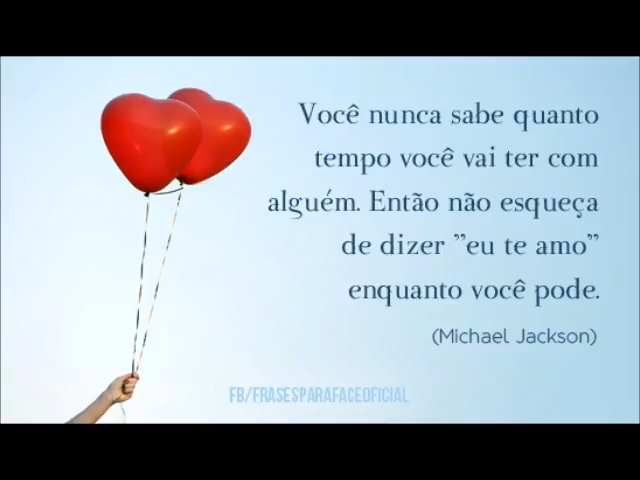 Você nunca sabe quanto
tempo você vai ter com
alguém. Então não esqueça
de dizer ”eu te amo”
enquanto você pode.
(Michael Jackson)
FB/FRASESPARAFACEOFICIAL